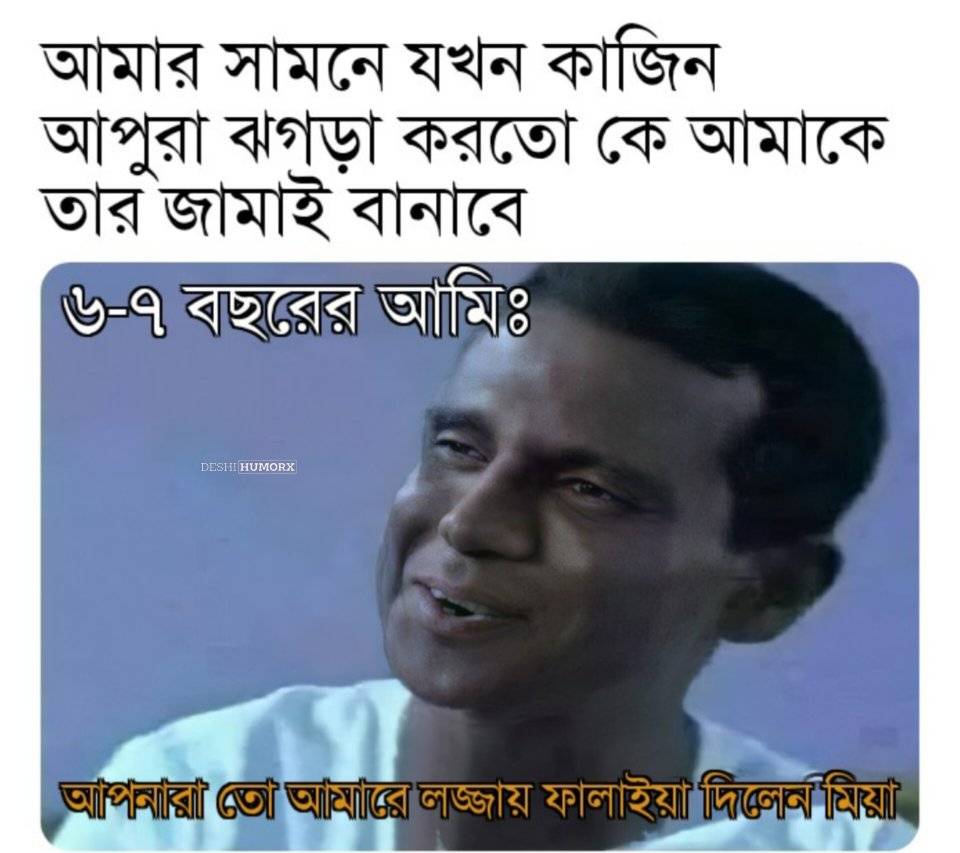 আমার সামনে যখন কাজিন
আপুরা ঝগড়া করতো কে আমাকে
তার জামাই বানাবে
৬-৭ বছরের আমিঃ
DESHI HUMORX
আপনারা তো আমারে লজ্জায় ফালাইয়া দিলেন মিয়া